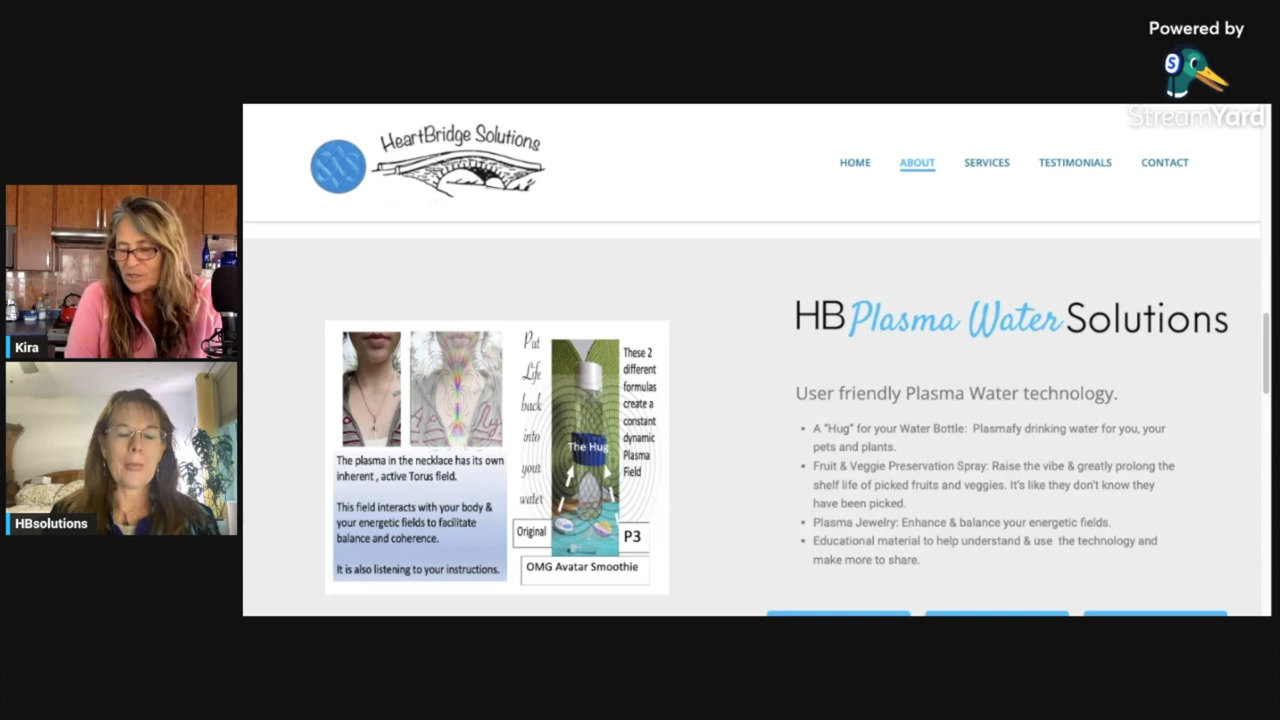 Powered by
S
StreamYard
HeartBridge Solutions
HOME
ABOUT
SERVICES
TESTIMONIALS
CONTACT
Kira
HBsolutions
Put
Life
back
into
your
water
The Hug
These 2
different
formulas
create a
constant
dynamic
Plasma
Field
The plasma in the necklace has its own
inherent , active Torus field.
This field interacts with your body &
your energetic fields to facilitate
balance and coherence.
It is also listening to your instructions.
Original
P3
OMG Avatar Smoothie
HB Plasma Water Solutions
User friendly Plasma Water technology.
• A “Hug” for your Water Bottle: Plasmafy drinking water for you, your
pets and plants.
• Fruit & Veggie Preservation Spray: Raise the vibe & greatly prolong the
shelf life of picked fruits and veggies. It's like they don't know they
have been picked.
• Plasma Jewelry: Enhance & balance your energetic fields.
• Educational material to help understand & use the technology and
make more to share.